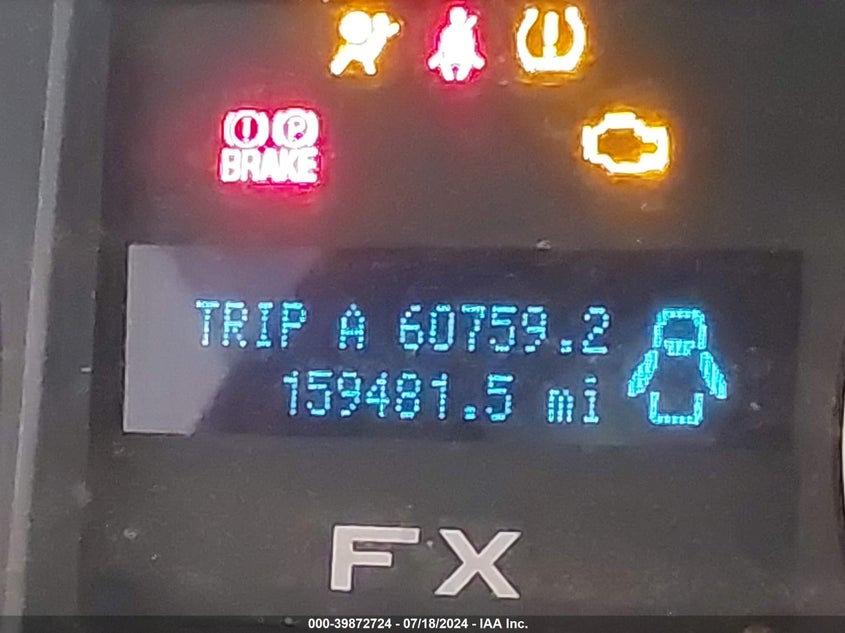 BRAKE
TRIP A 60759.2
159481.5 mi
FX
000-39872724 - 07/18/2024 - IAA Inc.